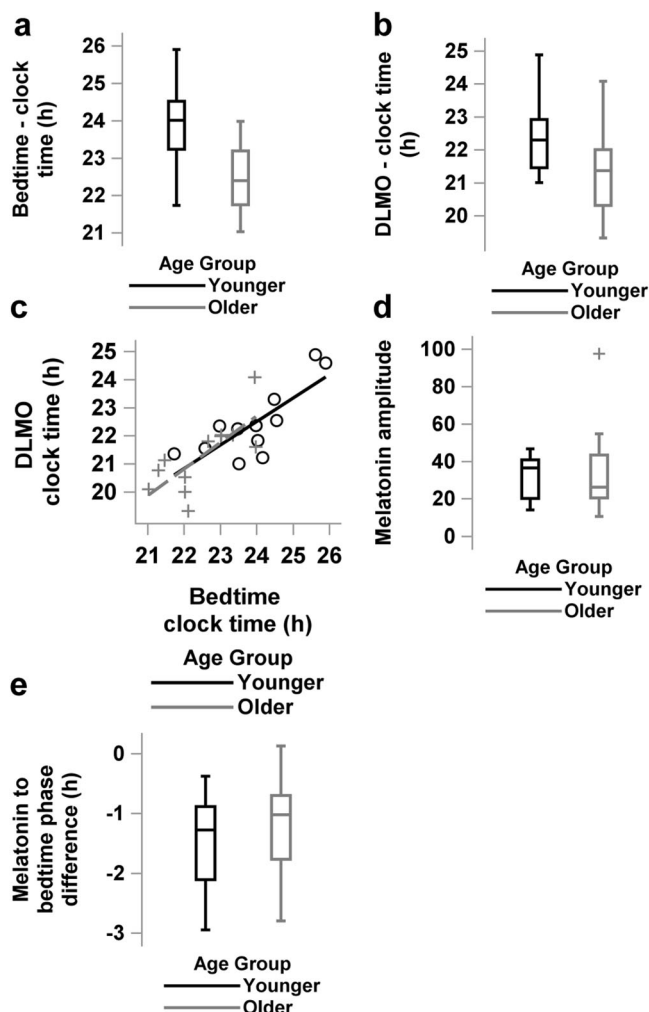 a
Bedtime - clock
time (h)
26
25
24
23
22
21
Age Group
Younger
Older
b
DLMO - clock time
(h)
25
24
23
22
21
20
Age Group
Younger
Older
c
DLMO
clock time (h)
25
24
23
22
21
20
21 22 23 24 25 26
Bedtime
clock time (h)
Age Group
Younger
Older
d
Melatonin amplitude
100
80
60
40
20
0
Age Group
Younger
Older
e
Melatonin to
bedtime phase
difference (h)
0
-1
-2
-3
Age Group
Younger
Older